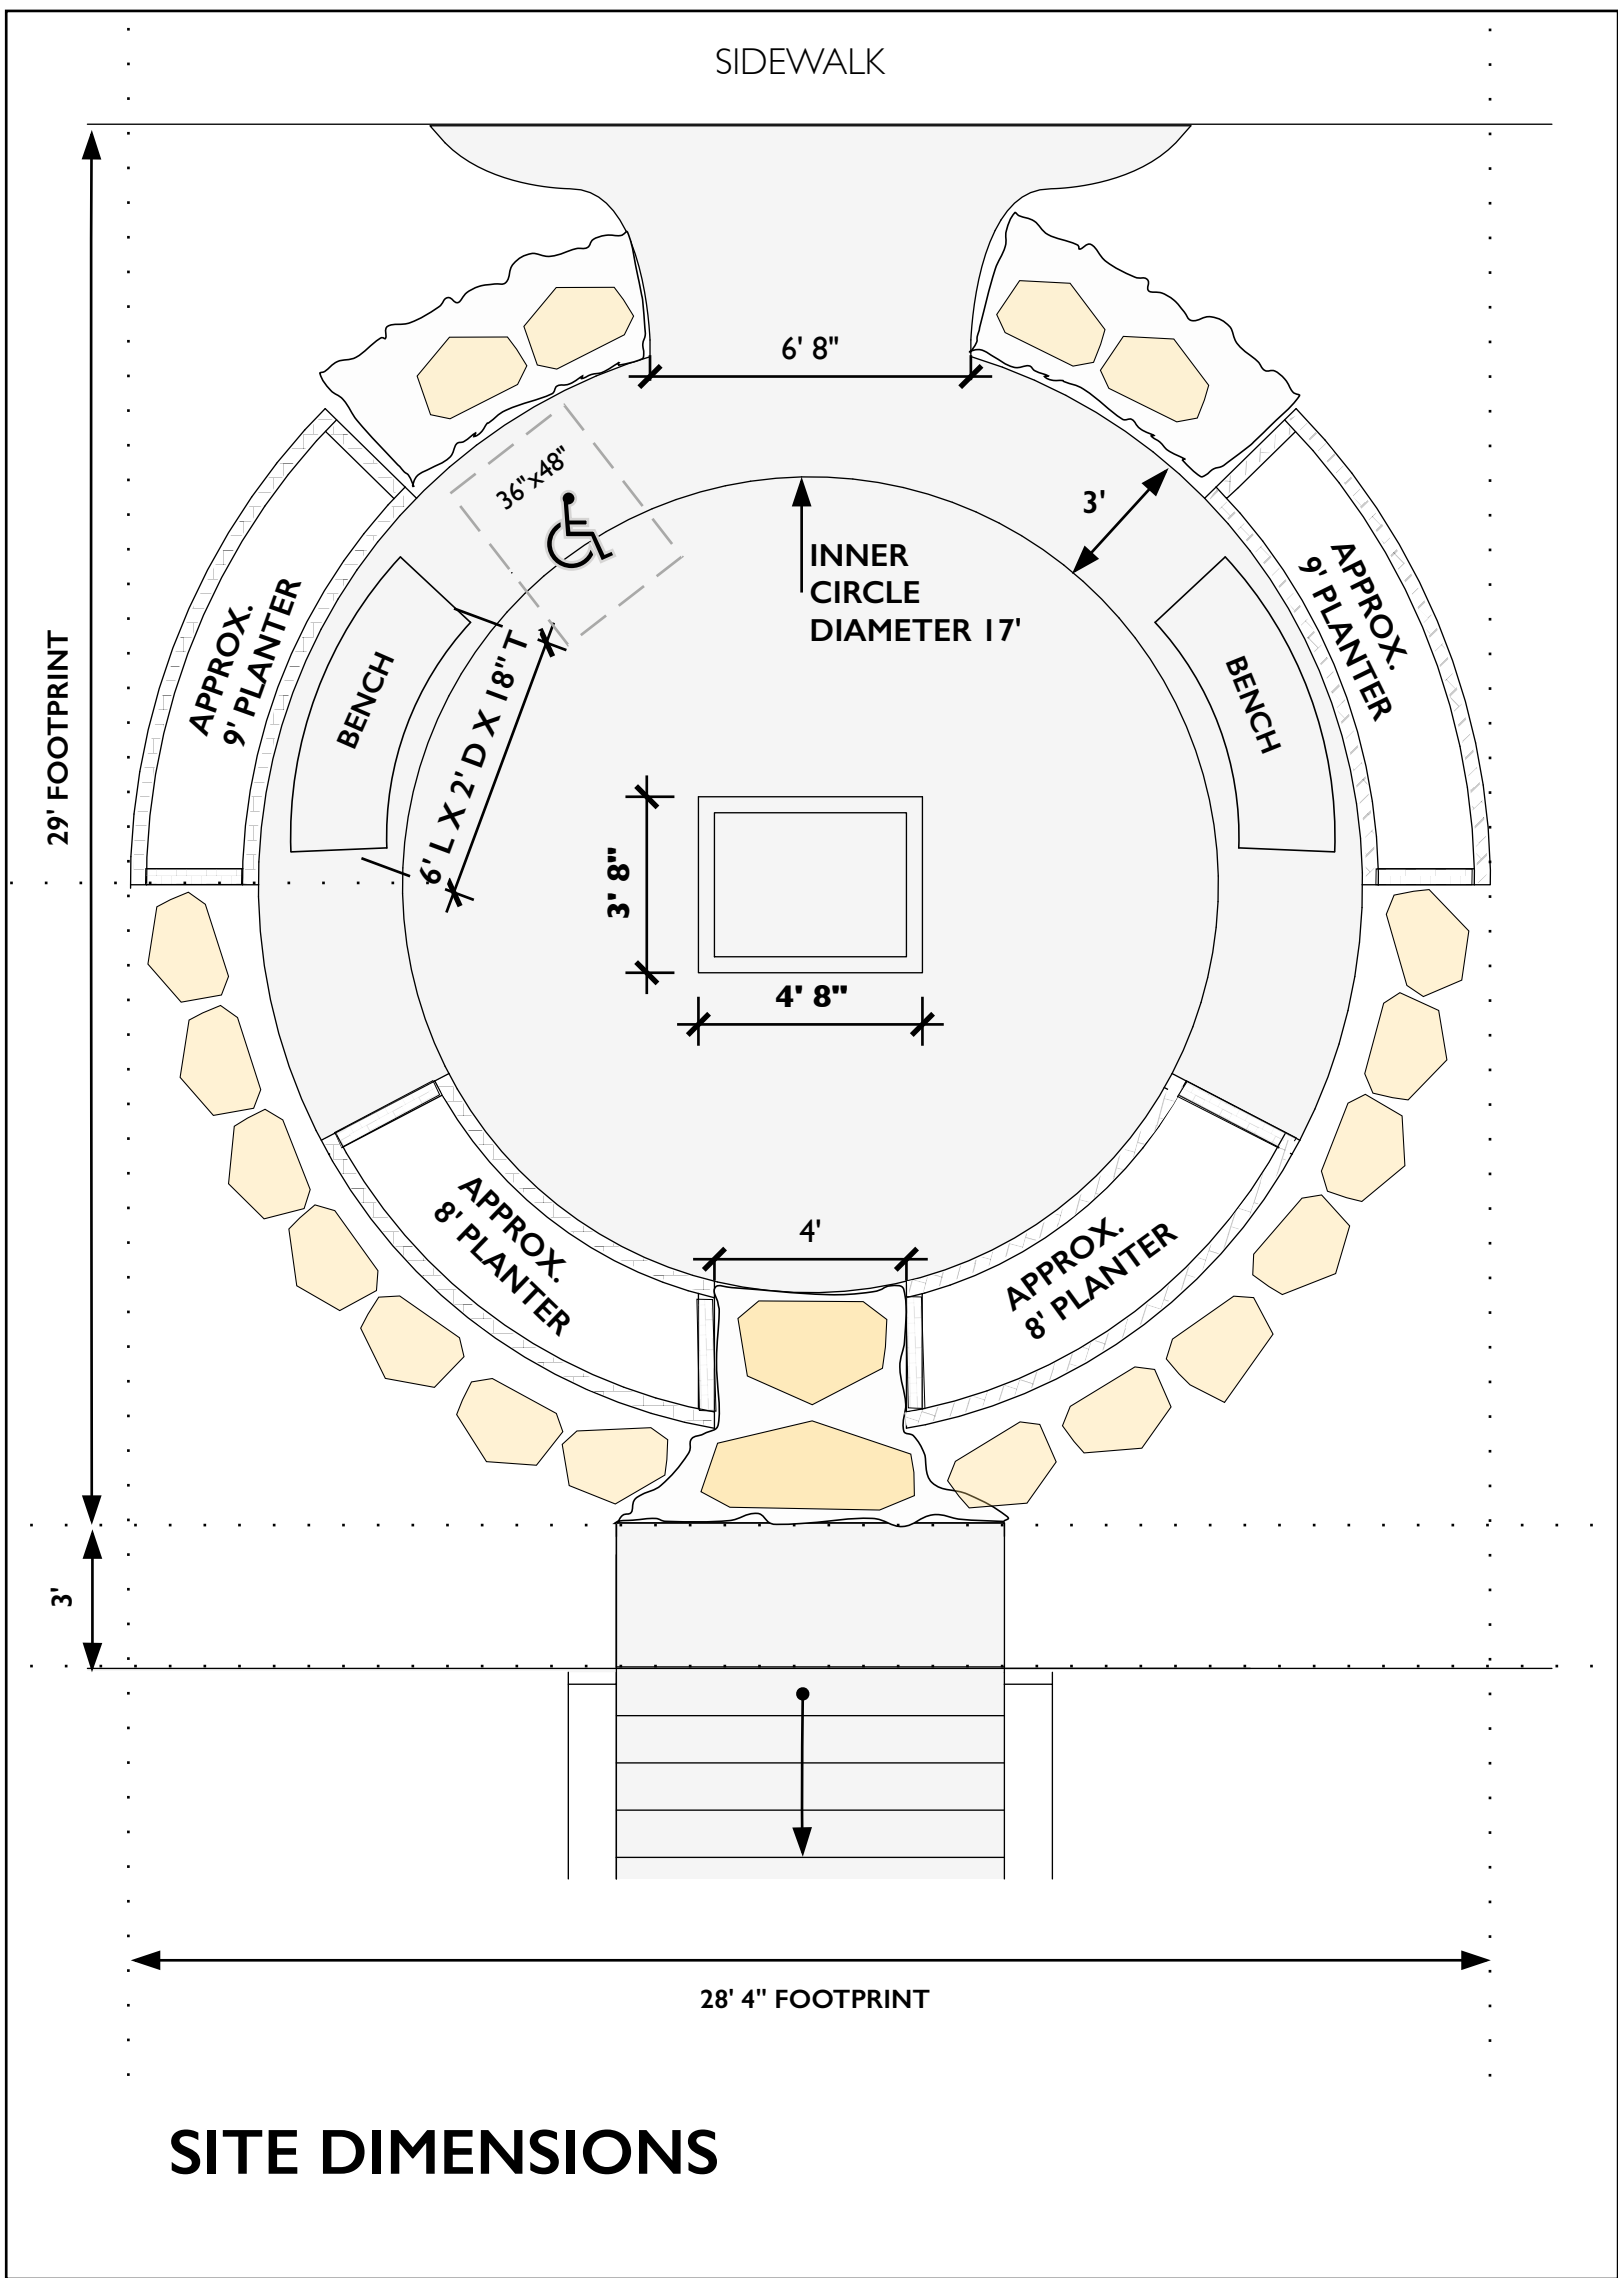 SIDEWALK
6' 8"
36"x48"
3'
INNER
CIRCLE
DIAMETER 17'
APPROX.
9' PLANTER
APPROX.
9' PLANTER
BENCH
BENCH
6' L X 2' D X 18" T
29' FOOTPRINT
3' 8"
4' 8"
APPROX.
8' PLANTER
4'
APPROX.
8' PLANTER
3'
28' 4" FOOTPRINT
SITE DIMENSIONS